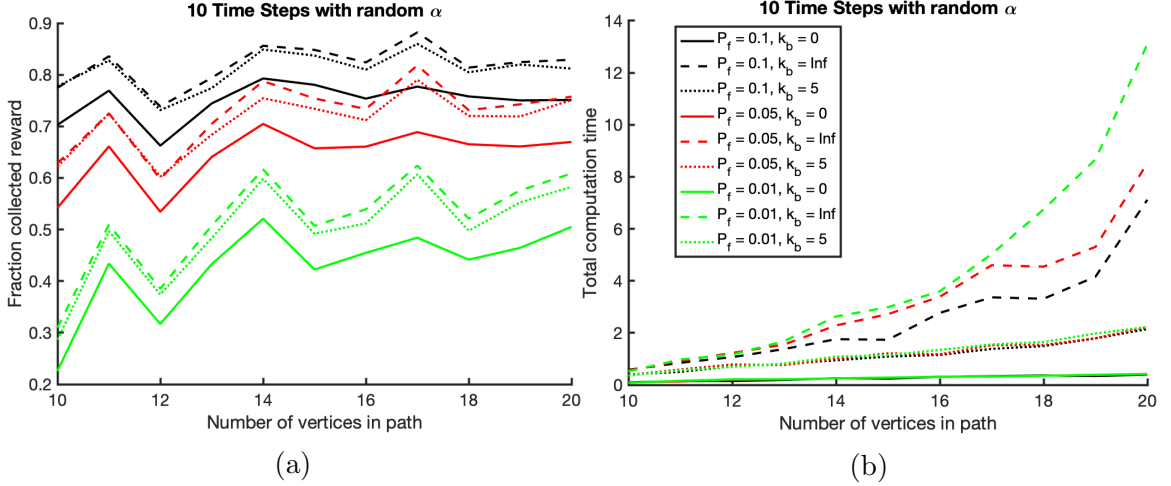 10 Time Steps with random α
Fraction collected reward
0.9
0.8
0.7
0.6
0.5
0.4
0.3
0.2
10 12 14 16 18 20
Number of vertices in path
(a)
10 Time Steps with random α
Total computation time
14
12
10
8
6
4
2
0
P_f = 0.1, k_b = 0
P_f = 0.1, k_b = Inf
P_f = 0.1, k_b = 5
P_f = 0.05, k_b = 0
P_f = 0.05, k_b = Inf
P_f = 0.05, k_b = 5
P_f = 0.01, k_b = 0
P_f = 0.01, k_b = Inf
P_f = 0.01, k_b = 5
10 12 14 16 18 20
Number of vertices in path
(b)